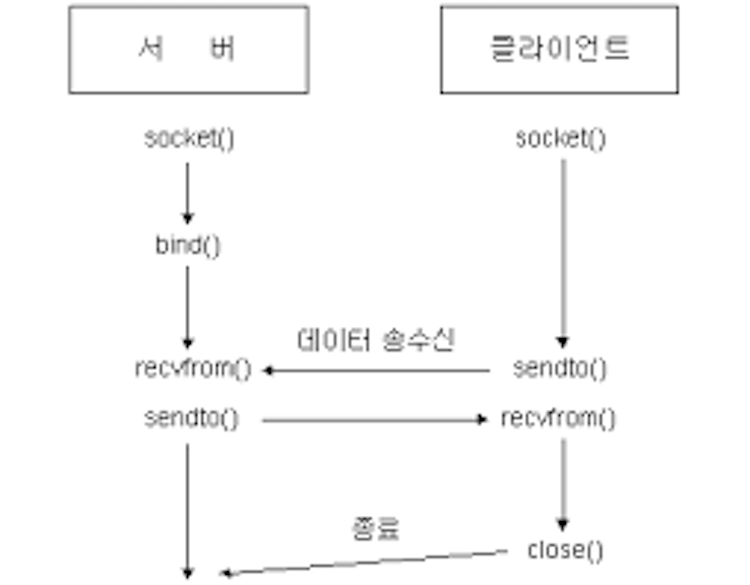 서 버
클라이언트
socket()
socket()
bind()
데이터 송수신
recvfrom()
sendto()
sendto()
recvfrom()
종료
close()